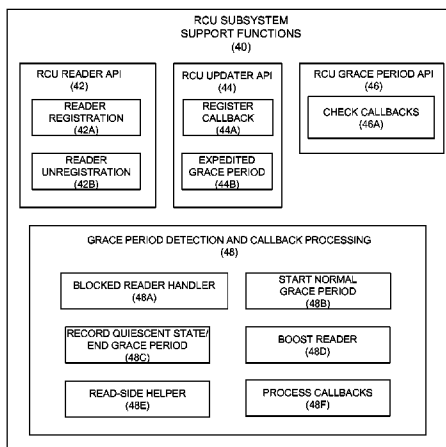 RCU SUBSYSTEM
SUPPORT FUNCTIONS
(40)
RCU READER API
(42)
READER
REGISTRATION
(42A)
READER
UNREGISTRATION
(42B)
RCU UPDATER API
(44)
REGISTER
CALLBACK
(44A)
EXPEDITED
GRACE PERIOD
(44B)
RCU GRACE PERIOD API
(46)
CHECK CALLBACKS
(46A)
GRACE PERIOD DETECTION AND CALLBACK PROCESSING
(48)
BLOCKED READER HANDLER
(48A)
START NORMAL
GRACE PERIOD
(48B)
RECORD QUIESCENT STATE/
END GRACE PERIOD
(48C)
BOOST READER
(48D)
READ-SIDE HELPER
(48E)
PROCESS CALLBACKS
(48F)